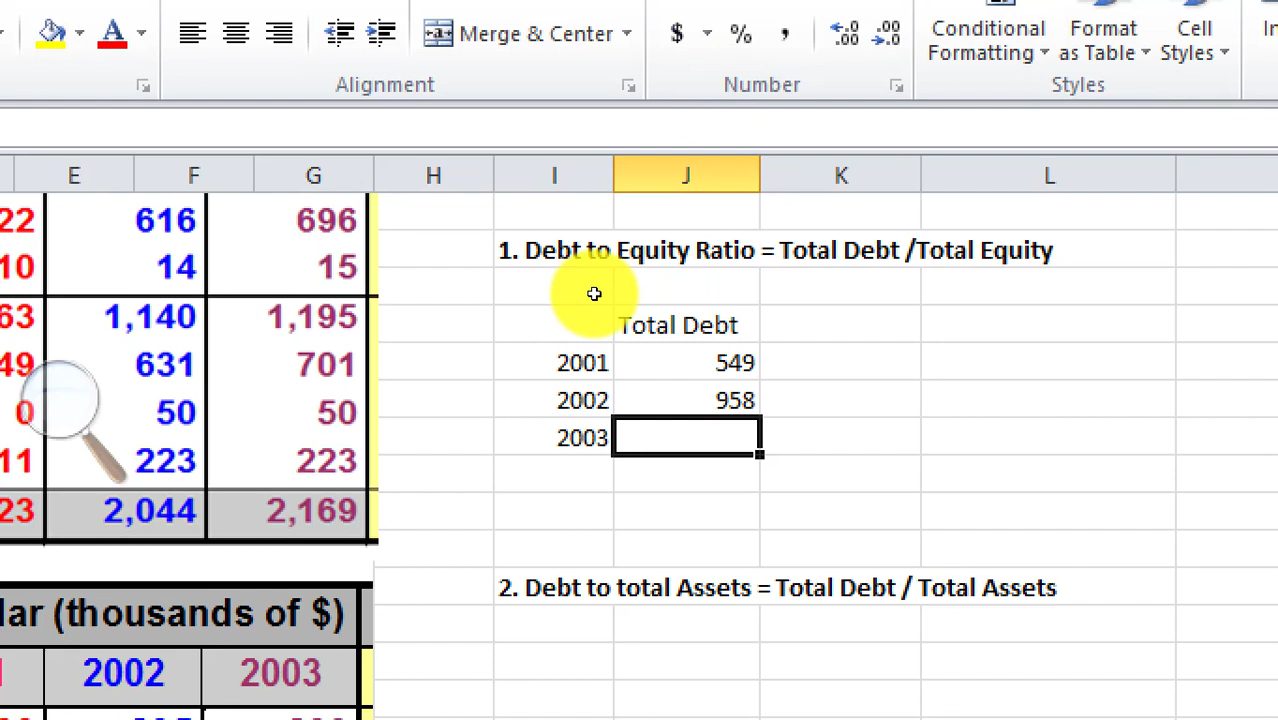 Merge & Center
$ % ,
Conditional Formatting
Format as Table
Cell Styles
Alignment
Number
Styles
E F G H I J K L
22 616 696
1. Debt to Equity Ratio = Total Debt /Total Equity
10 14 15
63 1,140 1,195
Total Debt
49 631 701
2001 549
0 50 50
2002 958
2003
11 223 223
23 2,044 2,169
2. Debt to total Assets = Total Debt / Total Assets
lar (thousands of $)
2002 2003